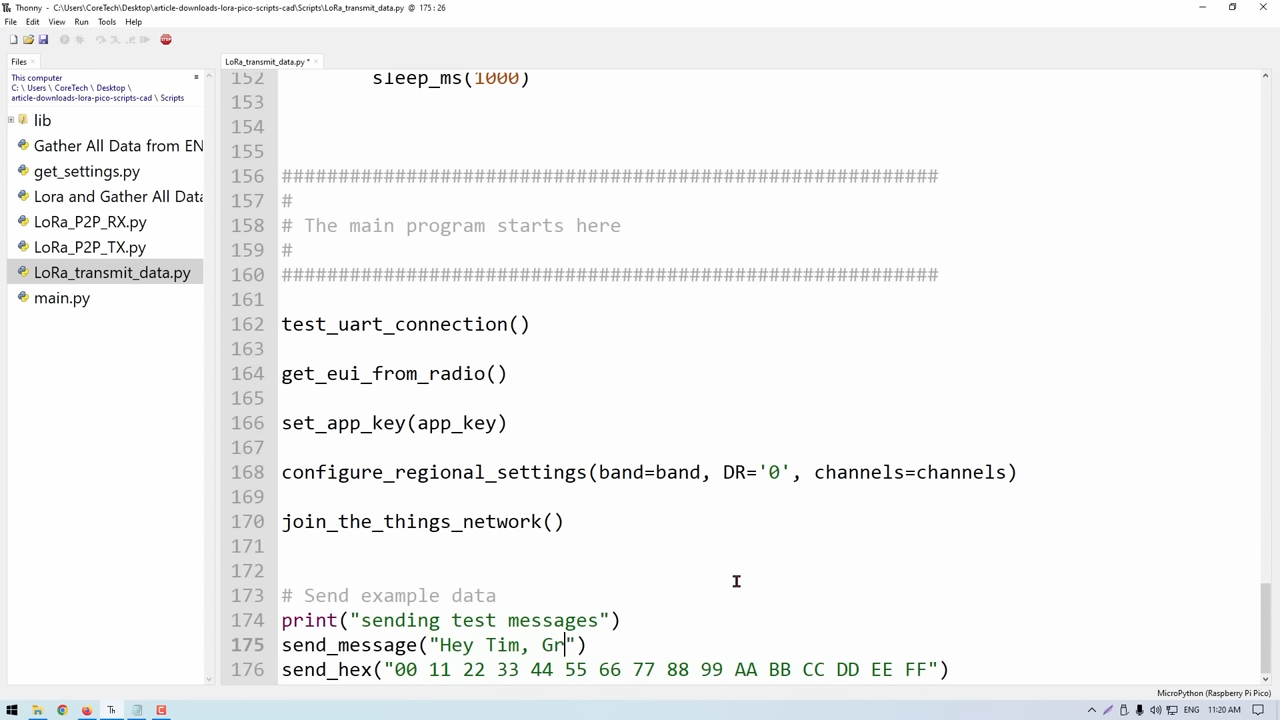 Thonny - C:\Users\CoreTech\Desktop\article-downloads-lora-pico-scripts-cad\Scripts\LoRa_transmit_data.py @ 175 : 26
File Edit View Run Tools Help
Files
LoRa_transmit_data.py *
This computer
C: \ Users \ CoreTech \ Desktop \
article-downloads-lora-pico-scripts-cad \ Scripts
lib
Gather All Data from EN
get_settings.py
Lora and Gather All Data
LoRa_P2P_RX.py
LoRa_P2P_TX.py
LoRa_transmit_data.py
main.py
152 sleep_ms(1000)
153
154
155
156 ##########################################################
157 #
158 # The main program starts here
159 #
160 ##########################################################
161
162 test_uart_connection()
163
164 get_eui_from_radio()
165
166 set_app_key(app_key)
167
168 configure_regional_settings(band=band, DR='0', channels=channels)
169
170 join_the_things_network()
171
172
173 # Send example data
174 print("sending test messages")
175 send_message("Hey Tim, Gr")
176 send_hex("00 11 22 33 44 55 66 77 88 99 AA BB CC DD EE FF")
MicroPython (Raspberry Pi Pico)
11:20 AM